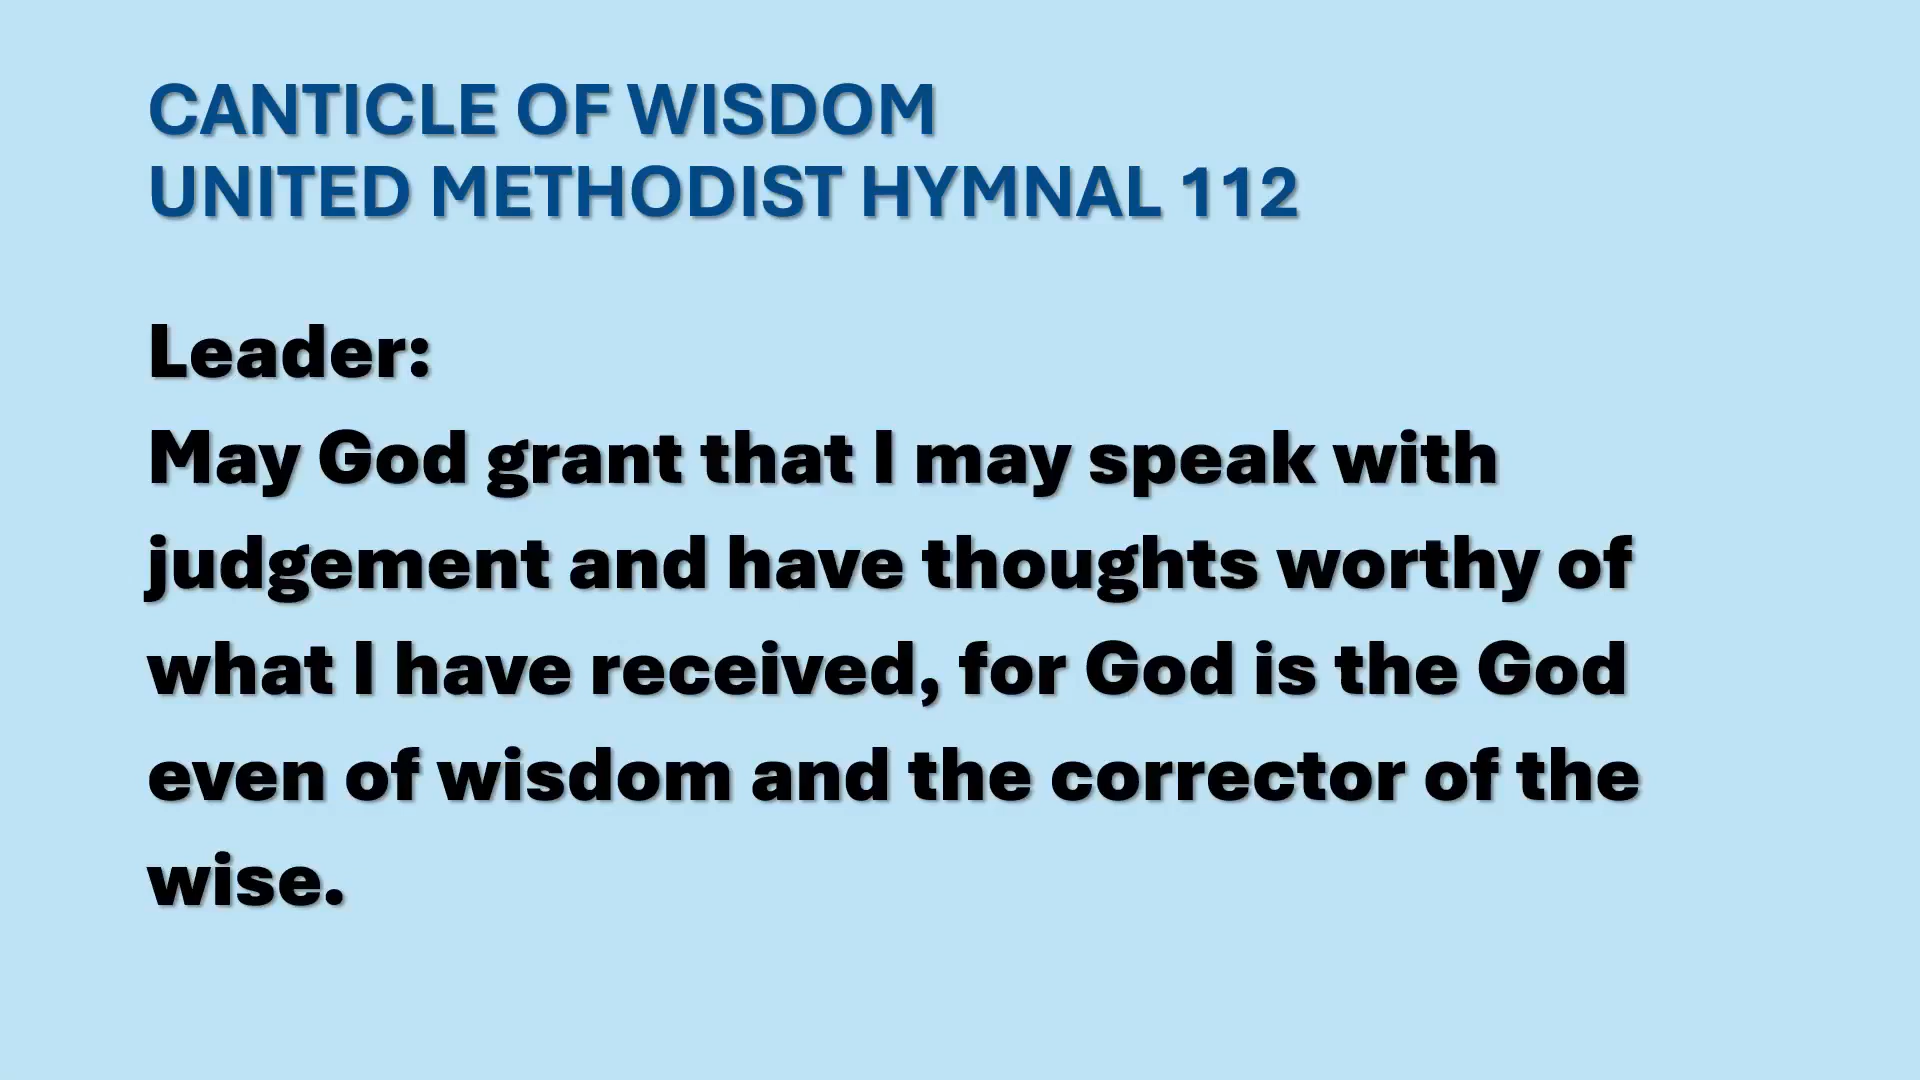 CANTICLE OF WISDOM
UNITED METHODIST HYMNAL 112
Leader:
May God grant that I may speak with
judgement and have thoughts worthy of
what I have received, for God is the God
even of wisdom and the corrector of the
wise.